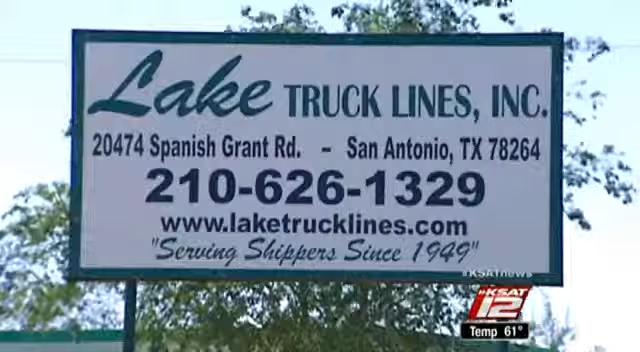 Lake TRUCK LINES, INC.
20474 Spanish Grant Rd. - San Antonio, TX 78264
210-626-1329
www.laketrucklines.com
"Serving Shippers Since 1949"
#KSATnews
#KSAT
12
Temp 61°